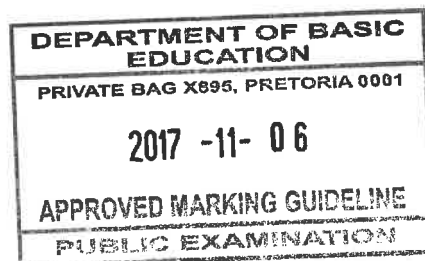 DEPARTMENT OF BASIC
EDUCATION
PRIVATE BAG X895, PRETORIA 0001
2017 -11- 06
APPROVED MARKING GUIDELINE
PUBLIC EXAMINATION